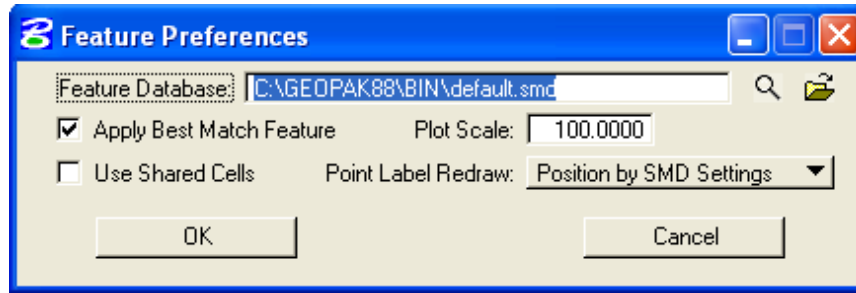 Feature Preferences
Feature Database: C:\GEOPAK88\BIN\default.smd
Apply Best Match Feature Plot Scale: 100.0000
Use Shared Cells Point Label Redraw: Position by SMD Settings
OK Cancel